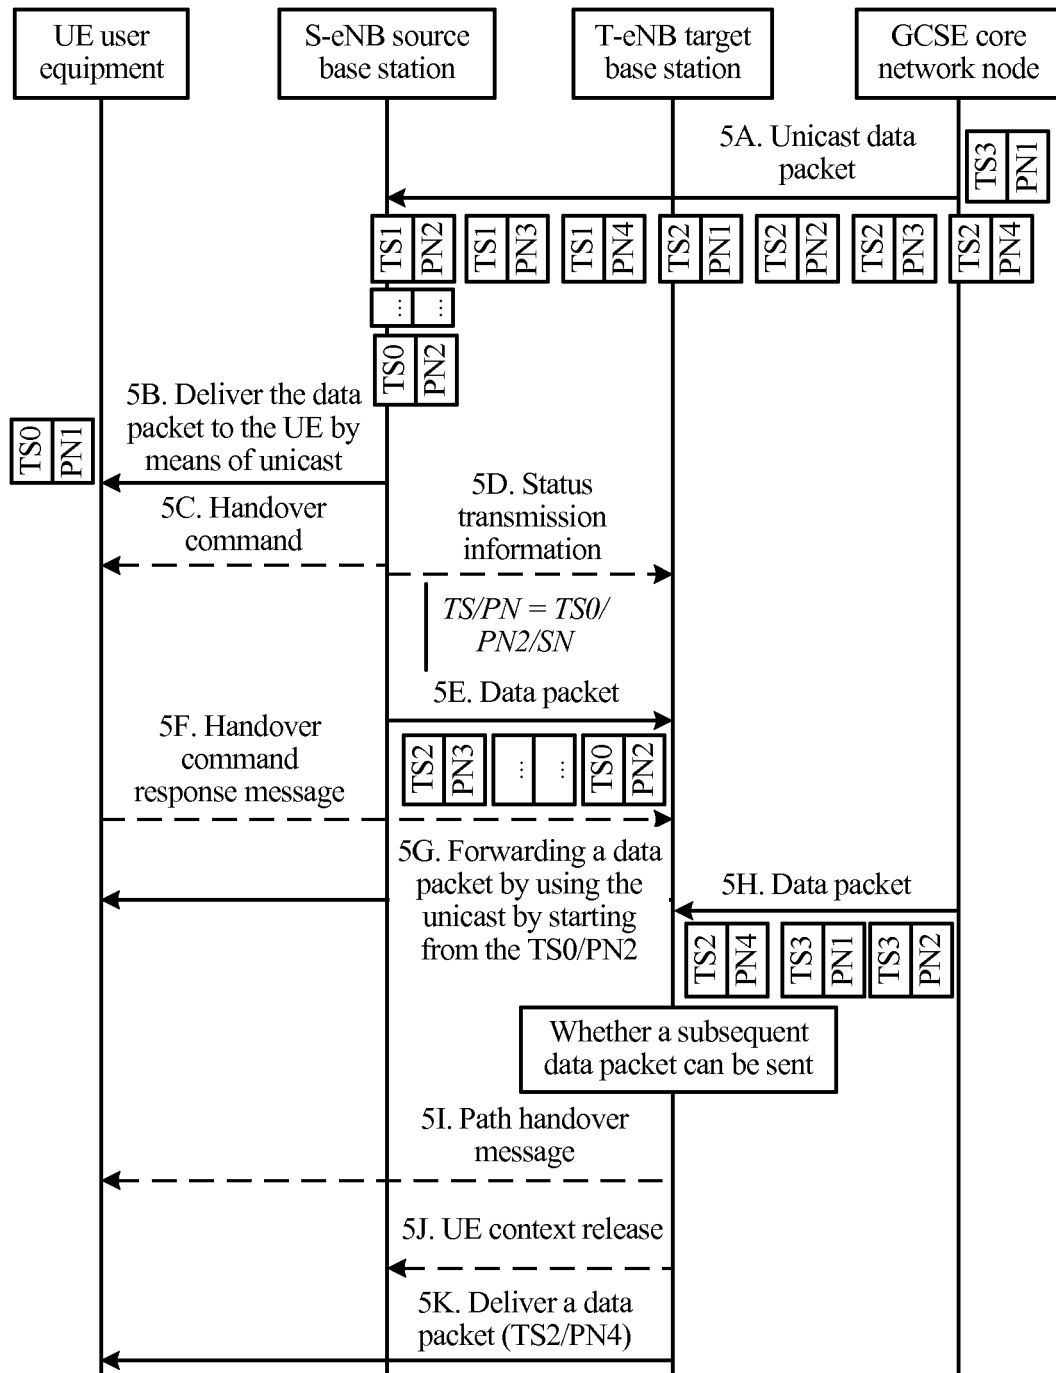 UE user
equipment
S-eNB source
base station
T-eNB target
base station
GCSE core
network node
5A. Unicast data
packet
TS3 PN1
TS1 PN2 TS1 PN3 TS1 PN4 TS2 PN1 TS2 PN2 TS2 PN3 TS2 PN4
... ...
TS0 PN2
5B. Deliver the data
packet to the UE by
means of unicast
TS0 PN1
5C. Handover
command
5D. Status
transmission
information
TS/PN = TS0/
PN2/SN
5E. Data packet
TS2 PN3 ... ... TS0 PN2
5F. Handover
command
response message
5G. Forwarding a data
packet by using the
unicast by starting
from the TS0/PN2
5H. Data packet
TS2 PN4 TS3 PN1 TS3 PN2
Whether a subsequent
data packet can be sent
5I. Path handover
message
5J. UE context release
5K. Deliver a data
packet (TS2/PN4)